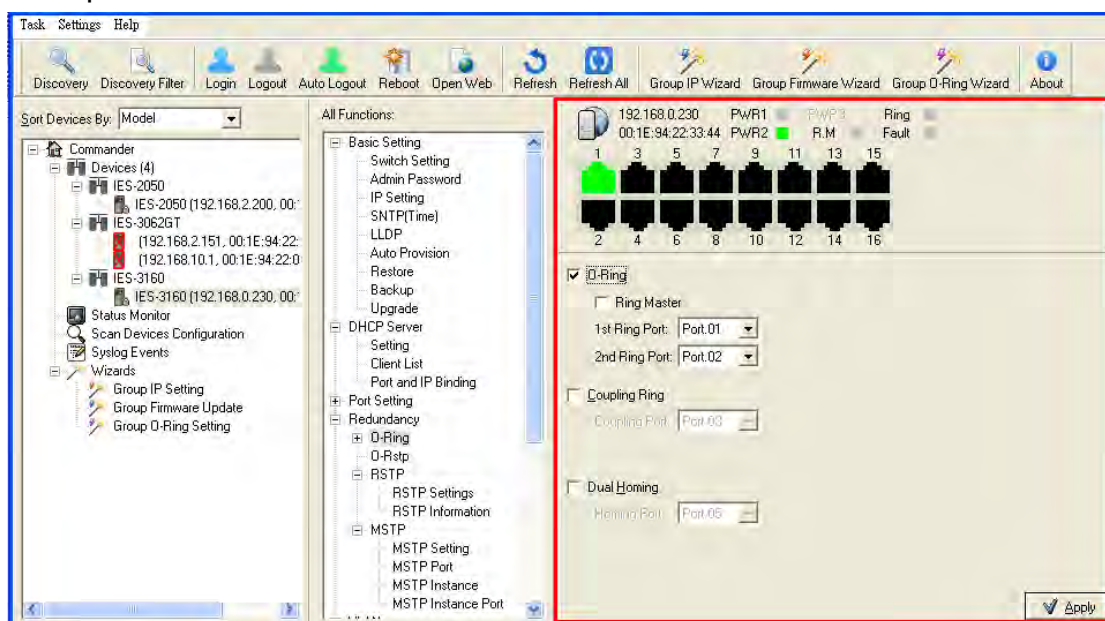 Task Settings Help
Discovery Discovery Filter Login Logout Auto Logout Reboot Open Web Refresh Refresh All Group IP Wizard Group Firmware Wizard Group O-Ring Wizard About
Sort Devices By: Model
Commander
Devices (4)
IES-2050
IES-2050 (192.168.2.200, 00:
IES-3062GT
(192.168.2.151, 00:1E:94:22:
(192.168.10.1, 00:1E:94:22:0
IES-3160
IES-3160 (192.168.0.230, 00:
Status Monitor
Scan Devices Configuration
Syslog Events
Wizards
Group IP Setting
Group Firmware Update
Group O-Ring Setting
All Functions:
Basic Setting
Switch Setting
Admin Password
IP Setting
SNTP(Time)
LLDP
Auto Provision
Restore
Backup
Upgrade
DHCP Server
Setting
Client List
Port and IP Binding
Port Setting
Redundancy
O-Ring
O-Rstp
RSTP
RSTP Settings
RSTP Information
MSTP
MSTP Setting
MSTP Port
MSTP Instance
MSTP Instance Port
192.168.0.230 PWR1 PWR3 Ring
00:1E:94:22:33:44 PWR2 R.M Fault
1 3 5 7 9 11 13 15
2 4 6 8 10 12 14 16
O-Ring
Ring Master
1st Ring Port: Port.01
2nd Ring Port: Port.02
Coupling Ring
Coupling Port: Port.03
Dual Homing
Homing Port: Port.05
Apply